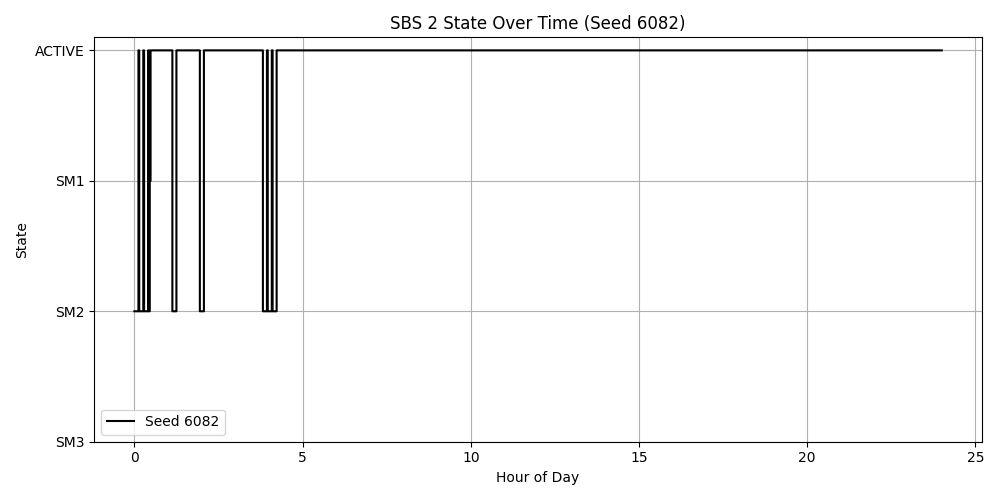 SBS 2 State Over Time (Seed 6082)
ACTIVE
SM1
State
SM2
SM3
Seed 6082
0 5 10 15 20 25
Hour of Day